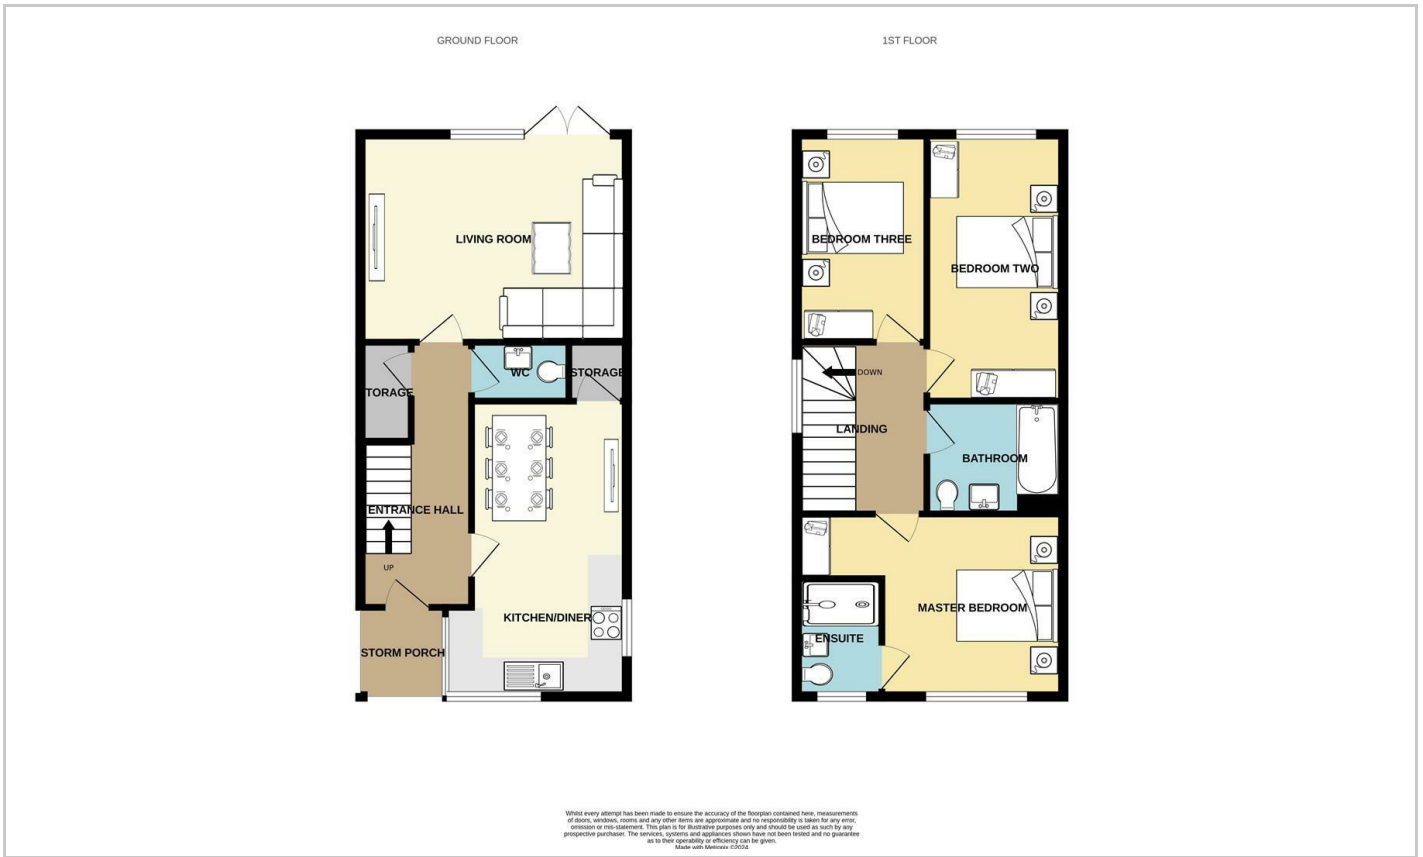 GROUND FLOOR
1ST FLOOR
LIVING ROOM
TORAGE
WC
STORAGE
ENTRANCE HALL
UP
KITCHEN/DINER
STORM PORCH
BEDROOM THREE
BEDROOM TWO
DOWN
LANDING
BATHROOM
MASTER BEDROOM
ENSUITE
Whilst every attempt has been made to ensure the accuracy of the floorplan contained here, measurements
of doors, windows, rooms and any other items are approximate and no responsibility is taken for any error,
omission or mis-statement. This plan is for illustrative purposes only and should be used as such by any
prospective purchaser. The services, systems and appliances shown have not been tested and no guarantee
as to their operability or efficiency can be given.
Made with Metropix ©2024